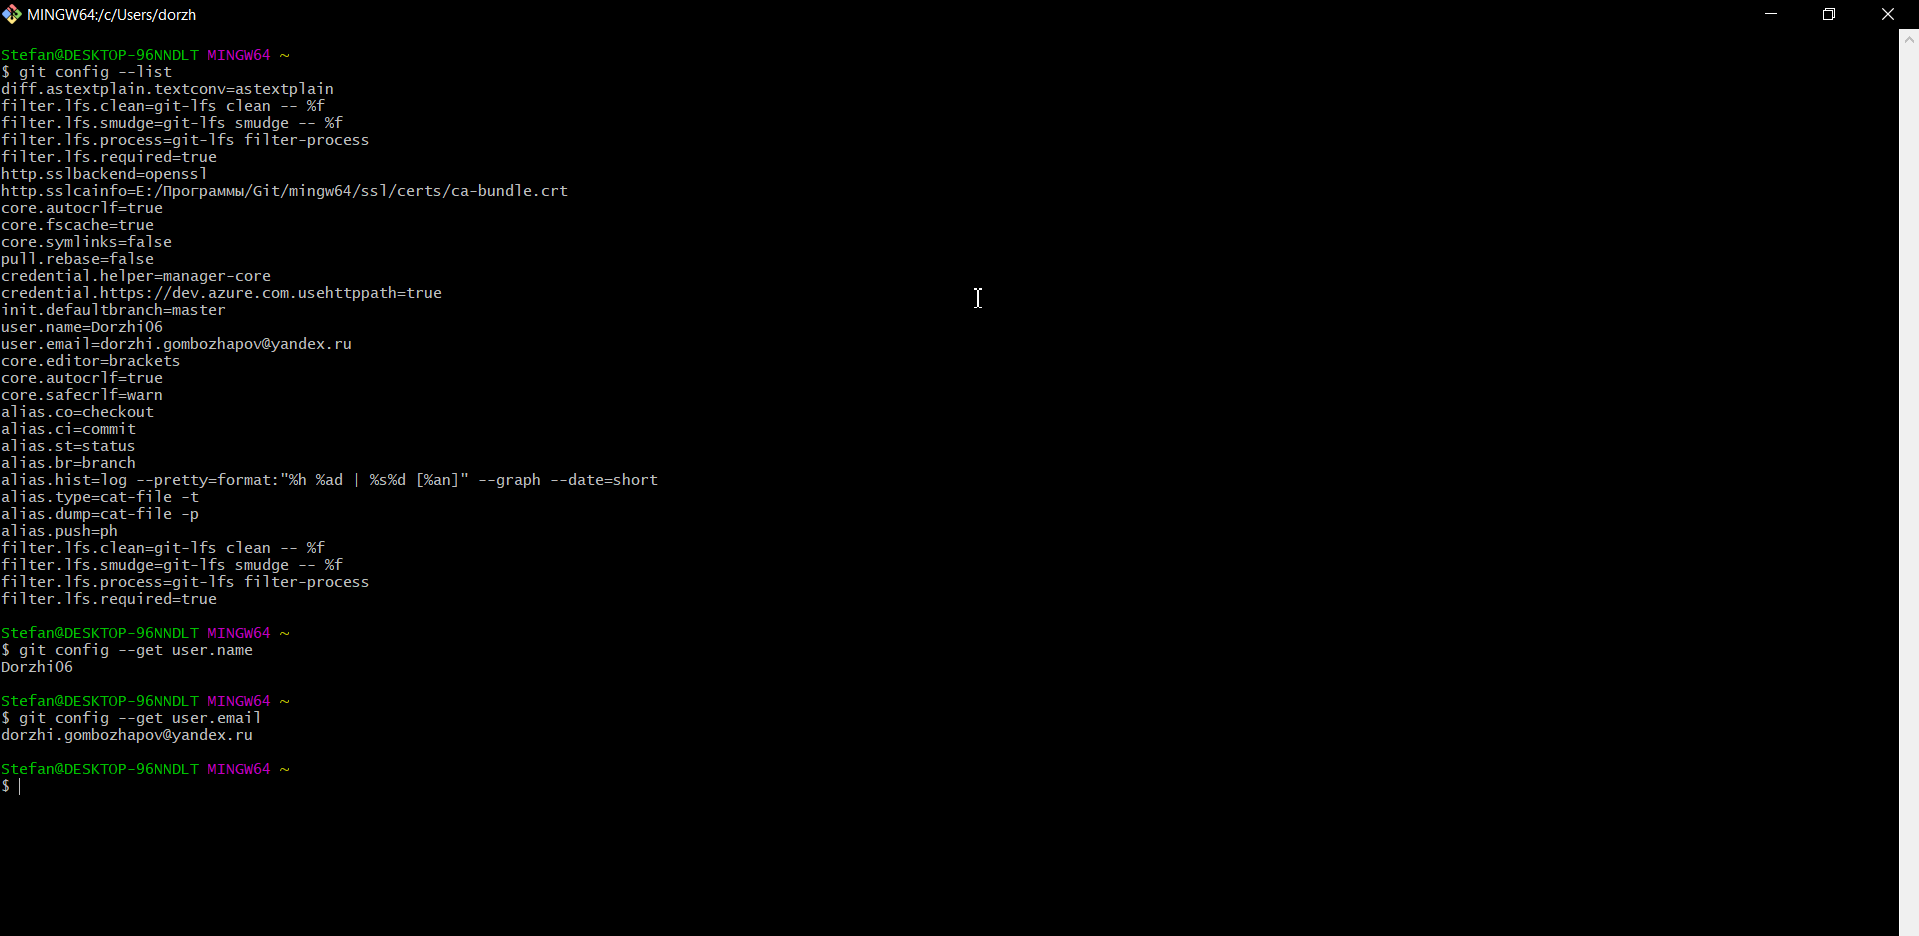 MINGW64:/c/Users/dorzh
Stefan@DESKTOP-96NNDLT MINGW64 ~
$ git config --list
diff.astextplain.textconv=astextplain
filter.lfs.clean=git-lfs clean -- %f
filter.lfs.smudge=git-lfs smudge -- %f
filter.lfs.process=git-lfs filter-process
filter.lfs.required=true
http.sslbackend=openssl
http.sslcainfo=E:/Программы/Git/mingw64/ssl/certs/ca-bundle.crt
core.autocrlf=true
core.fscache=true
core.symlinks=false
pull.rebase=false
credential.helper=manager-core
credential.https://dev.azure.com.usehttppath=true
init.defaultbranch=master
user.name=Dorzhi06
user.email=dorzhi.gombozhapov@yandex.ru
core.editor=brackets
core.autocrlf=true
core.safecrlf=warn
alias.co=checkout
alias.ci=commit
alias.st=status
alias.br=branch
alias.hist=log --pretty=format:"%h %ad | %s%d [%an]" --graph --date=short
alias.type=cat-file -t
alias.dump=cat-file -p
alias.push=ph
filter.lfs.clean=git-lfs clean -- %f
filter.lfs.smudge=git-lfs smudge -- %f
filter.lfs.process=git-lfs filter-process
filter.lfs.required=true
Stefan@DESKTOP-96NNDLT MINGW64 ~
$ git config --get user.name
Dorzhi06
Stefan@DESKTOP-96NNDLT MINGW64 ~
$ git config --get user.email
dorzhi.gombozhapov@yandex.ru
Stefan@DESKTOP-96NNDLT MINGW64 ~
$